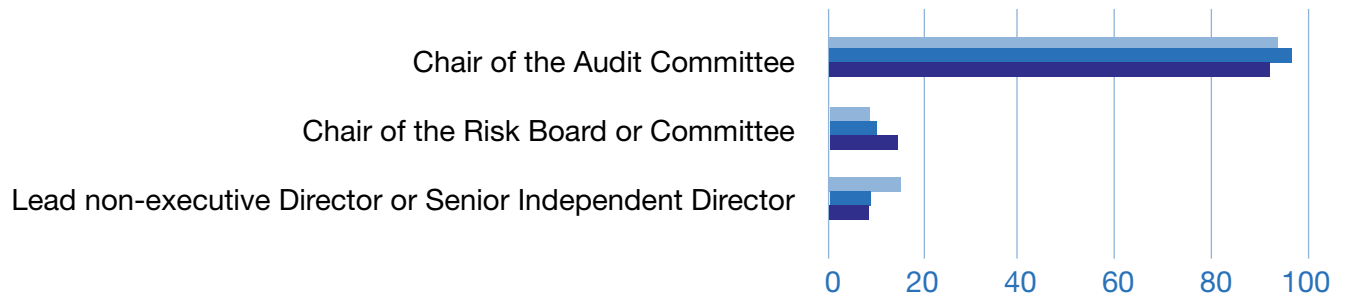 Chair of the Audit Committee
Chair of the Risk Board or Committee
Lead non-executive Director or Senior Independent Director
0 20 40 60 80 100